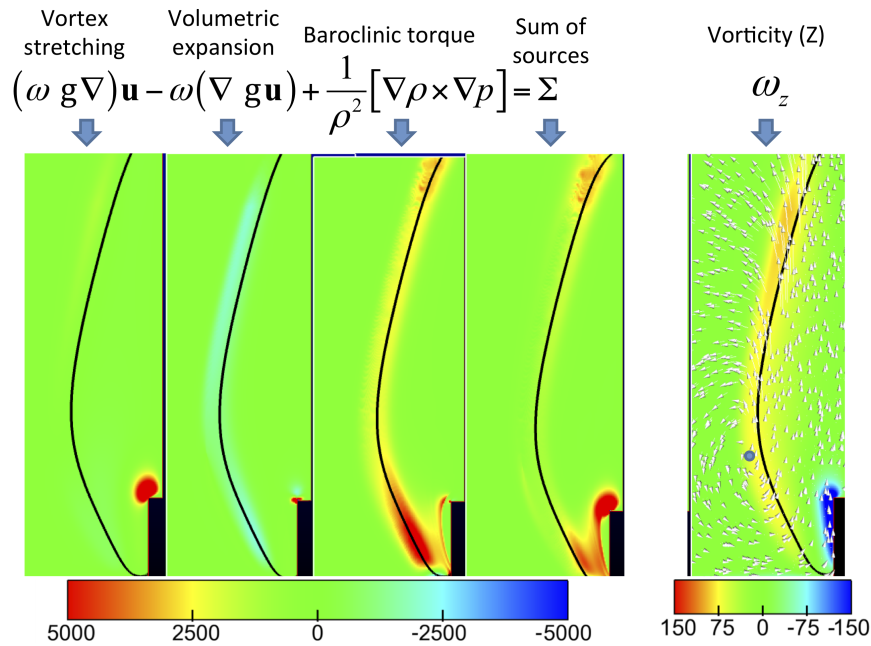 Vortex stretching
Volumetric expansion
Baroclinic torque
Sum of sources
Vorticity (Z)
(ω g∇)u − ω(∇ gu) + 1/ρ² [∇ρ × ∇p] = Σ
ω_z
5000 2500 0 -2500 -5000
150 75 0 -75 -150